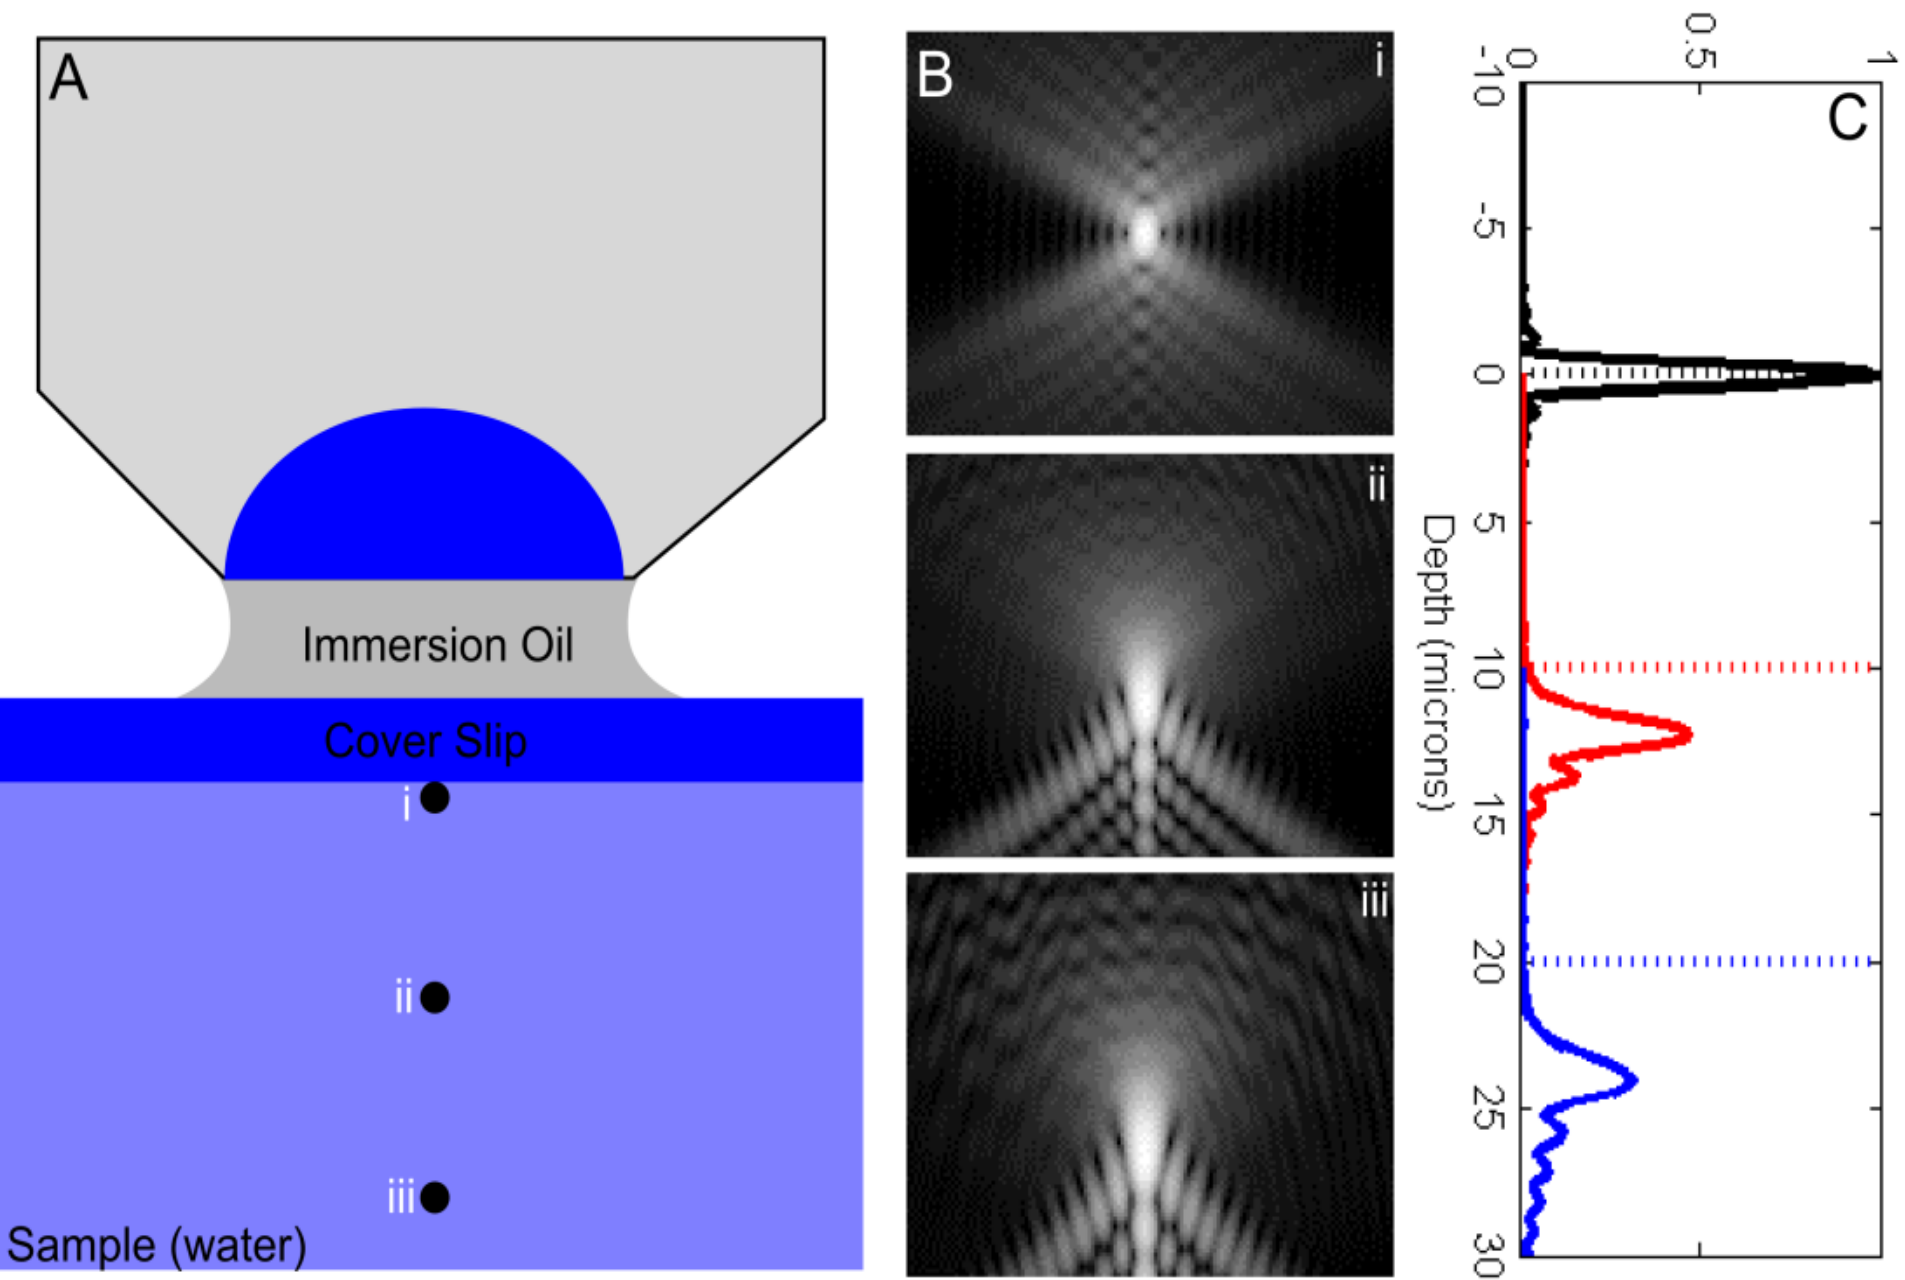 A
Immersion Oil
Cover Slip
i
ii
iii
Sample (water)
B
i
ii
iii
C
0
0.5
1
-10
-5
0
5
10
15
20
25
30
Depth (microns)